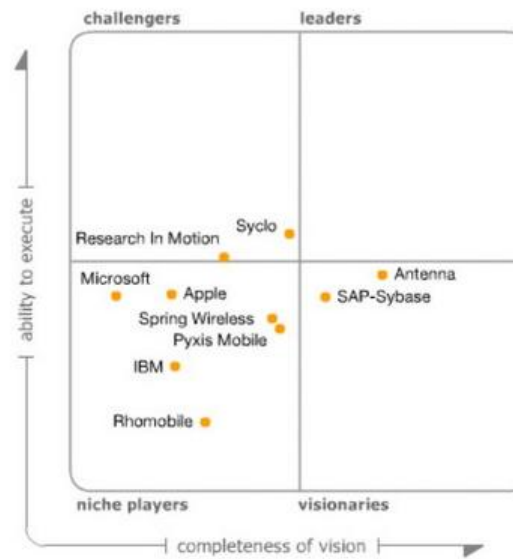 challengers
leaders
Syclo
Research In Motion
Antenna
Microsoft
Apple
SAP-Sybase
Spring Wireless
Pyxis Mobile
IBM
Rhomobile
niche players
visionaries
ability to execute
completeness of vision